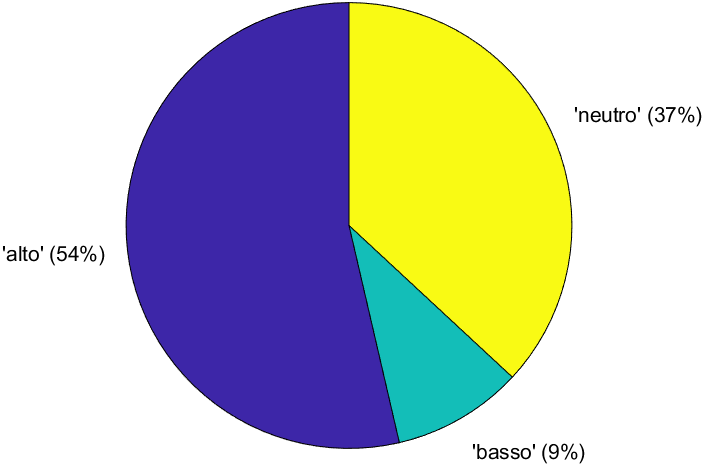 'neutro' (37%)
'alto' (54%)
'basso' (9%)